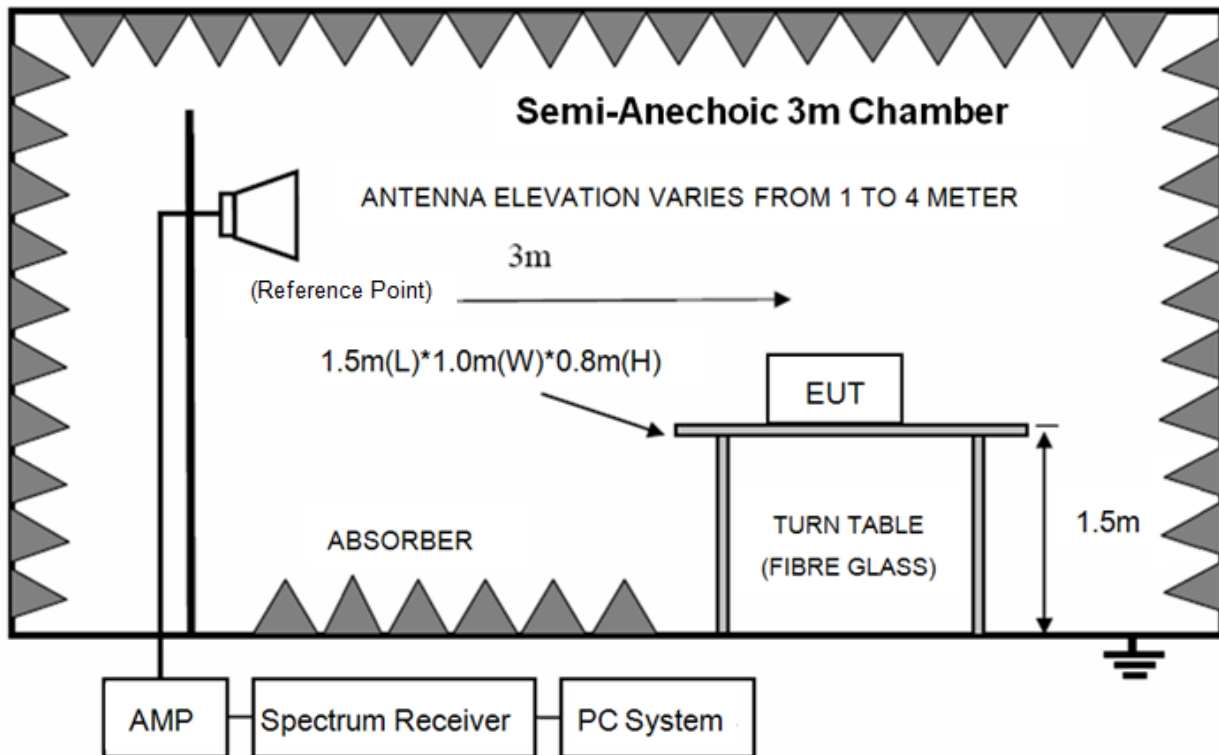 Semi-Anechoic 3m Chamber
ANTENNA ELEVATION VARIES FROM 1 TO 4 METER
3m
(Reference Point)
1.5m(L)*1.0m(W)*0.8m(H)
EUT
ABSORBER
TURN TABLE
(FIBRE GLASS)
1.5m
AMP
Spectrum Receiver
PC System